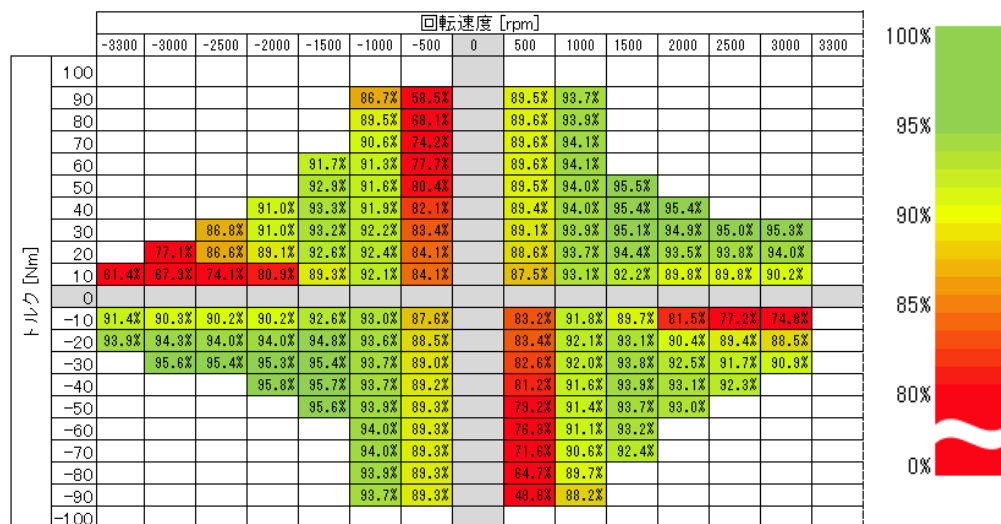 回転速度 [rpm]
-3300 -3000 -2500 -2000 -1500 -1000 -500 0 500 1000 1500 2000 2500 3000 3300
トルク [Nm]
100
90 86.7% 58.5% 89.5% 93.7%
80 89.5% 68.1% 89.6% 93.9%
70 90.6% 74.2% 89.6% 94.1%
60 91.7% 91.3% 77.7% 89.6% 94.1%
50 92.9% 91.6% 80.4% 89.5% 94.0% 95.5%
40 91.0% 93.3% 91.9% 82.1% 89.4% 94.0% 95.4% 95.4%
30 86.8% 91.0% 93.2% 92.2% 83.4% 89.1% 93.9% 95.1% 94.9% 95.0% 95.3%
20 77.1% 86.6% 89.1% 92.6% 92.4% 84.1% 88.6% 93.7% 94.4% 93.5% 93.8% 94.0%
10 61.4% 67.3% 74.1% 80.9% 89.3% 92.1% 84.1% 87.5% 93.1% 92.2% 89.8% 89.8% 90.2%
0
-10 91.4% 90.3% 90.2% 90.2% 92.6% 93.0% 87.6% 83.2% 91.8% 89.7% 81.5% 77.2% 74.8%
-20 93.9% 94.3% 94.0% 94.0% 94.8% 93.6% 88.5% 83.4% 92.1% 93.1% 90.4% 89.4% 88.5%
-30 95.6% 95.4% 95.3% 95.4% 93.7% 89.0% 82.6% 92.0% 93.8% 92.5% 91.7% 90.9%
-40 95.8% 95.7% 93.7% 89.2% 81.2% 91.6% 93.9% 93.1% 92.3%
-50 95.6% 93.9% 89.3% 79.2% 91.4% 93.7% 93.0%
-60 94.0% 89.3% 76.3% 91.1% 93.2%
-70 94.0% 89.3% 71.6% 90.6% 92.4%
-80 93.9% 89.3% 64.7% 89.7%
-90 93.7% 89.3% 48.8% 88.2%
-100
100%
95%
90%
85%
80%
0%